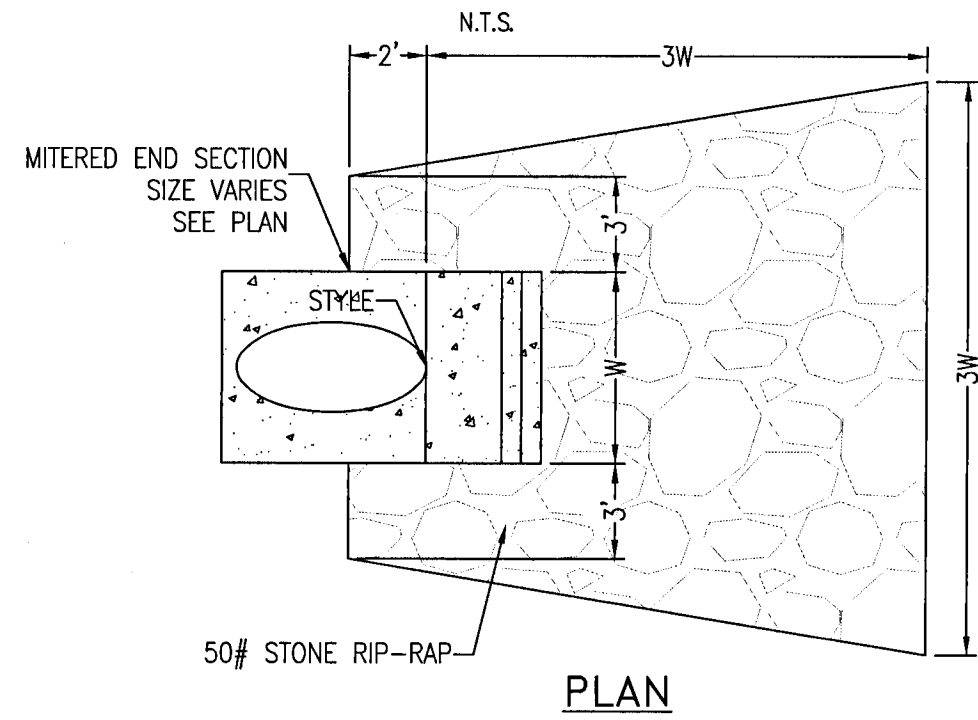 N.T.S.
2'
3W
MITERED END SECTION
SIZE VARIES
SEE PLAN
3'
STYLE
W
3W
3'
50# STONE RIP-RAP
PLAN